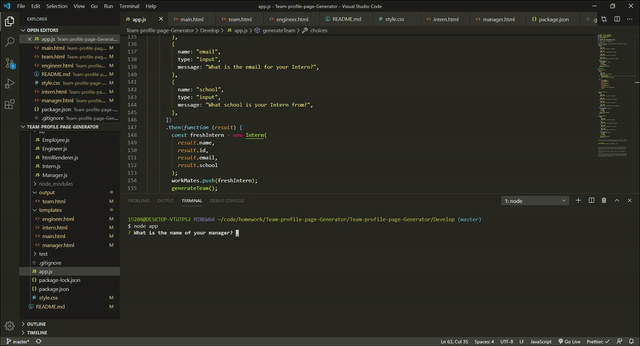 File Edit Selection View Go Run Terminal Help
app.js - Team-profile-page-Generator - Visual Studio Code
EXPLORER
OPEN EDITORS
app.js Team-profile-page-Generator...
main.html Team-profile-pag...
team.html Team-profile-pag...
engineer.html Team-profile...
README.md Team-profile-...
style.css Team-profile-page...
intern.html Team-profile-pa...
manager.html Team-profile-...
package.json Team-profile-...
.gitignore Team-profile-page...
TEAM-PROFILE-PAGE-GENERATOR
Employee.js
Engineer.js
htmlRenderer.js
Intern.js
Manager.js
node_modules
output
team.html M
templates
engineer.html M
intern.html M
main.html M
manager.html M
test
.gitignore
app.js
package-lock.json
package.json
style.css M
README.md M
OUTLINE
TIMELINE
app.js main.html team.html engineer.html README.md style.css intern.html manager.html package.json
Team-profile-page-Generator > Develop > app.js > generateTeam > choices
135 {
136 },
137 {
138 name: "email",
139 type: "input",
140 message: "What is the email for your Intern?",
141 },
142 {
143 name: "school",
144 type: "input",
145 message: "What school is your Intern from?",
146 },
147 ])
148 .then(function (result) {
149 const freshIntern = new Intern(
150 result.name,
151 result.id,
152 result.email,
153 result.school
154 );
155 workMates.push(freshIntern);
generateTeam();
PROBLEMS OUTPUT TERMINAL DEBUG CONSOLE
1: node
15206@DESKTOP-VTUTPS2 MINGW64 ~/code/homework/Team-profile-page-Generator/Team-profile-page-Generator/Develop (master)
$ node app
? What is the name of your manager?
master* Ln 63, Col 35 Spaces: 4 UTF-8 LF JavaScript Go Live Prettier: ✓